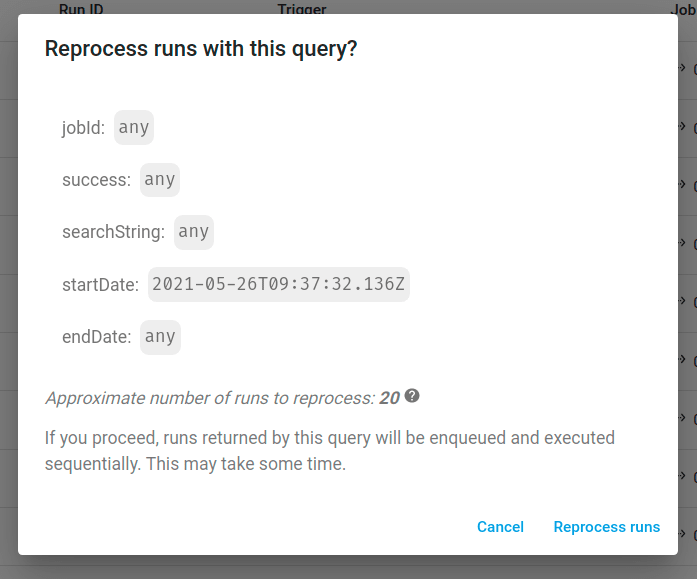 Run ID Trigger Job
Reprocess runs with this query?
jobId: any
success: any
searchString: any
startDate: 2021-05-26T09:37:32.136Z
endDate: any
Approximate number of runs to reprocess: 20 ?
If you proceed, runs returned by this query will be enqueued and executed
sequentially. This may take some time.
Cancel Reprocess runs